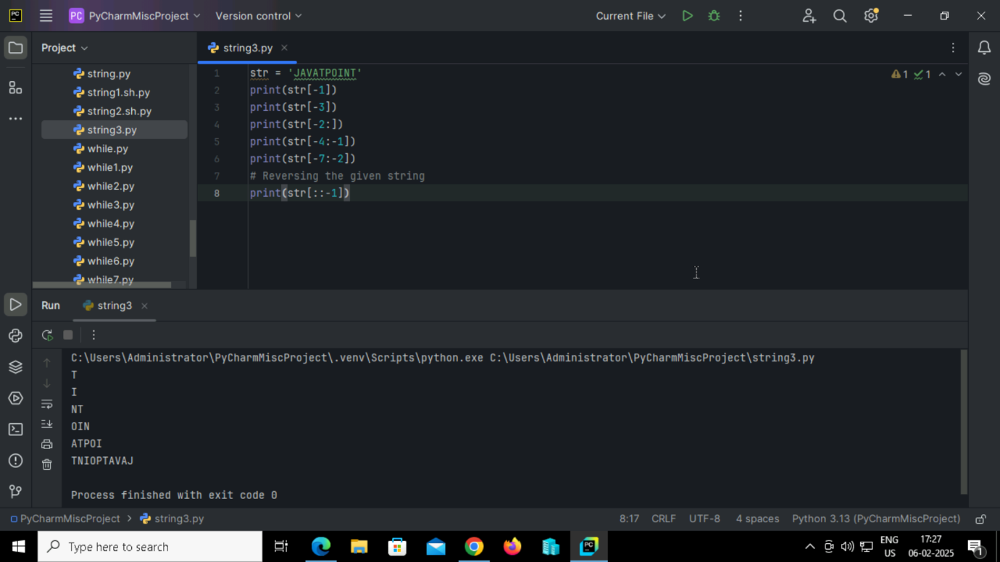 PC PC PyCharmMiscProject Version control Current File
Project string3.py
string.py
string1.sh.py
string2.sh.py
string3.py
while.py
while1.py
while2.py
while3.py
while4.py
while5.py
while6.py
while7.py
1 str = 'JAVATPOINT' 1 1
2 print(str[-1])
3 print(str[-3])
4 print(str[-2:])
5 print(str[-4:-1])
6 print(str[-7:-2])
7 # Reversing the given string
8 print(str[::-1])
Run string3
C:\Users\Administrator\PyCharmMiscProject\.venv\Scripts\python.exe C:\Users\Administrator\PyCharmMiscProject\string3.py
T
I
NT
OIN
ATPOI
TNIOPTAVAJ
Process finished with exit code 0
PyCharmMiscProject > string3.py 8:17 CRLF UTF-8 4 spaces Python 3.13 (PyCharmMiscProject)
Type here to search PC ENG 17:27
US 06-02-2025 1